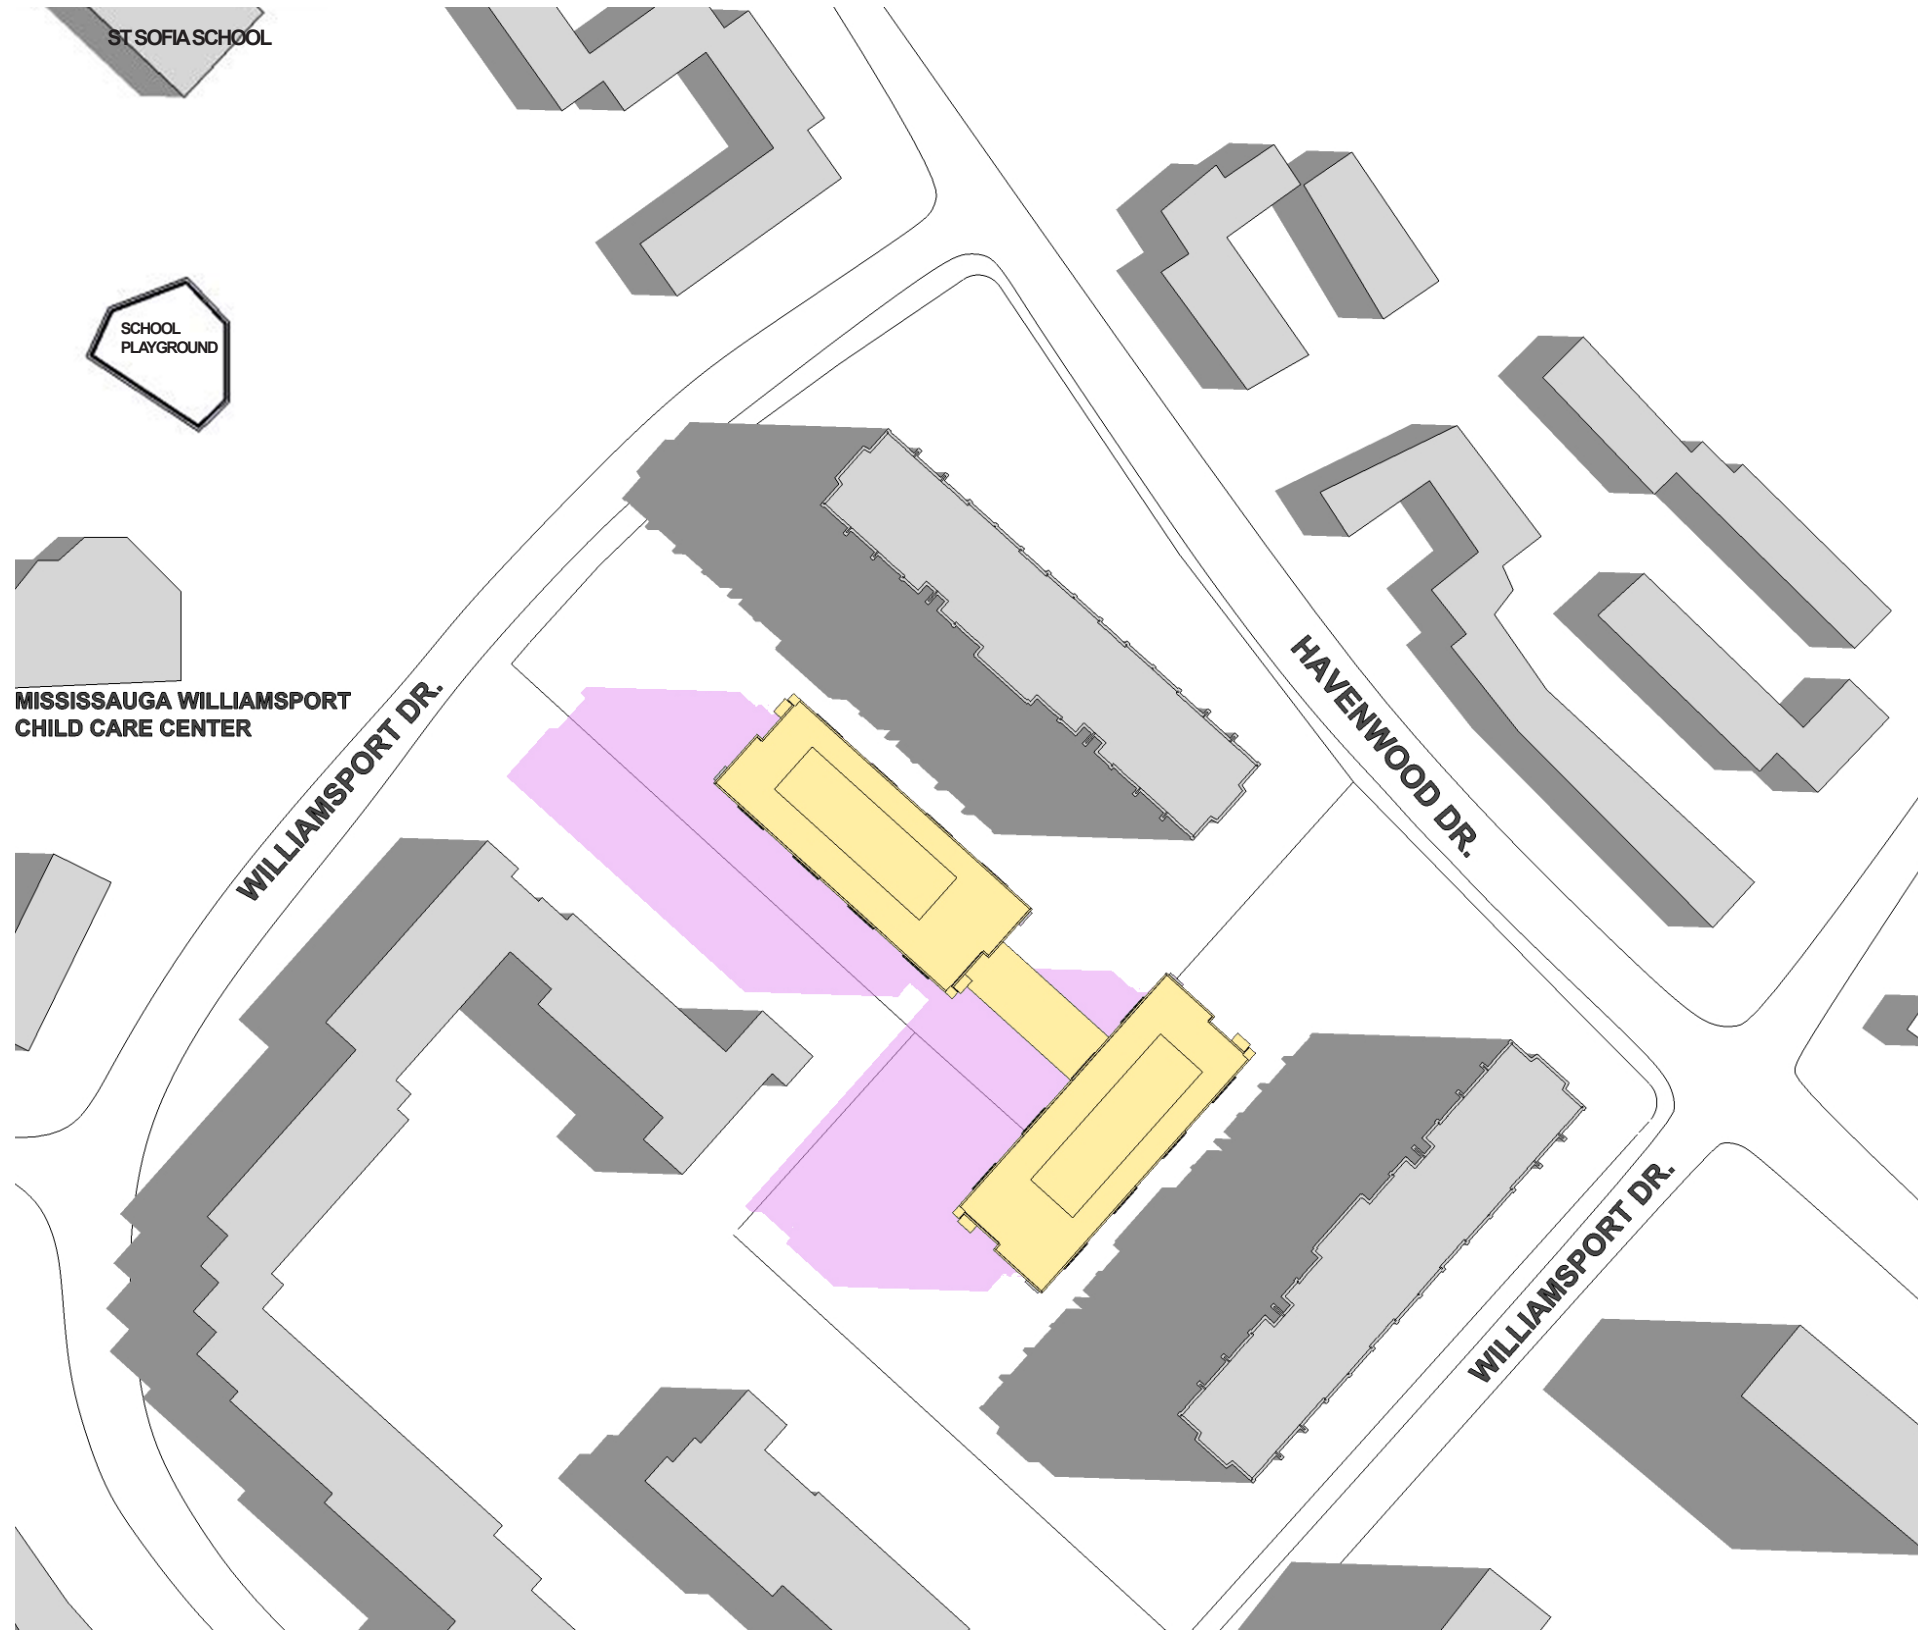 ST SOFIA SCHOOL
SCHOOL
PLAYGROUND
HAVENWOOD DR.
MISSISSAUGA WILLIAMSPORT
CHILD CARE CENTER
WILLIAMSPORT DR.
WILLIAMSPORT DR.